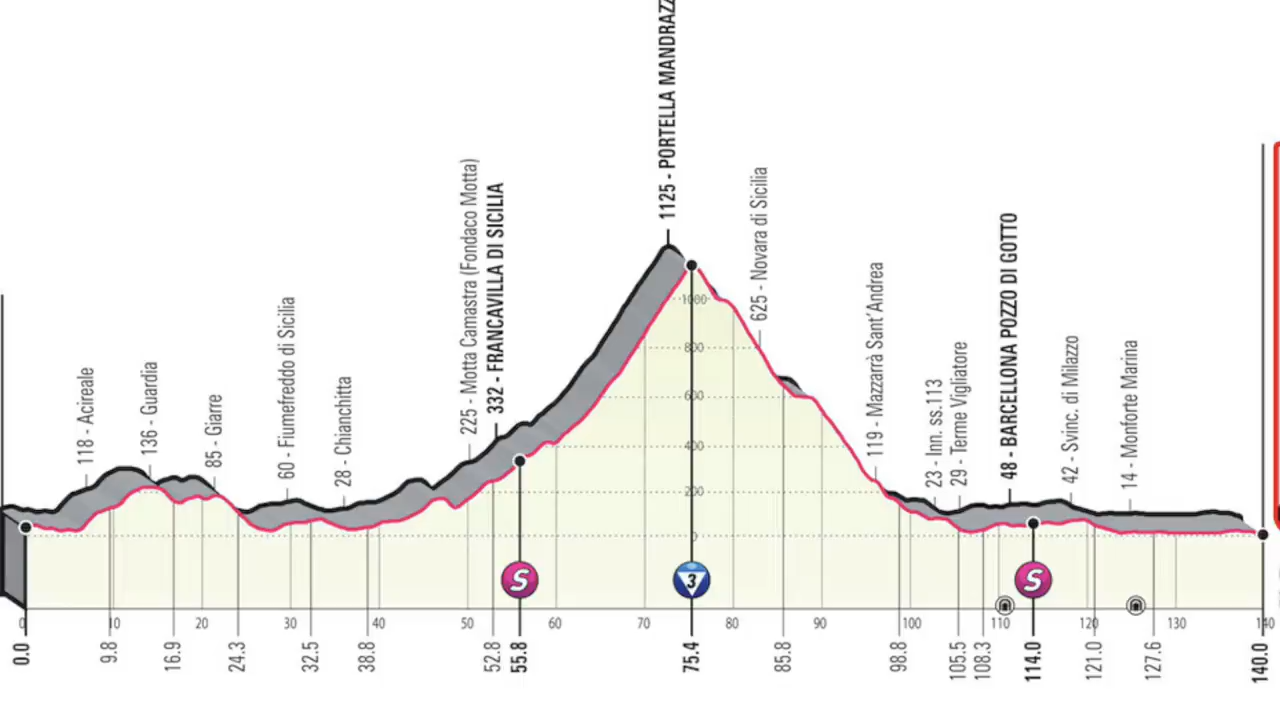 118 - Acireale
136 - Guardia
85 - Giarre
60 - Fiumefreddo di Sicilia
28 - Chianchitta
225 - Motta Camastra (Fondaco Motta)
332 - FRANCAVILLA DI SICILIA
1125 - PORTELLA MANDRAZZ
625 - Novara di Sicilia
119 - Mazzarrà Sant'Andrea
23 - Inn. ss.113
29 - Terme Vigliatore
48 - BARCELLONA POZZO DI GOTTO
42 - Svinc. di Milazzo
14 - Monforte Marina
1000
800
600
400
200
0
S
3
S
0 10 20 30 40 50 60 70 80 90 100 110 120 130 140
0.0 9.8 16.9 24.3 32.5 38.8 52.8 55.8 75.4 85.8 98.8 105.5 108.3 114.0 121.0 127.6 140.0